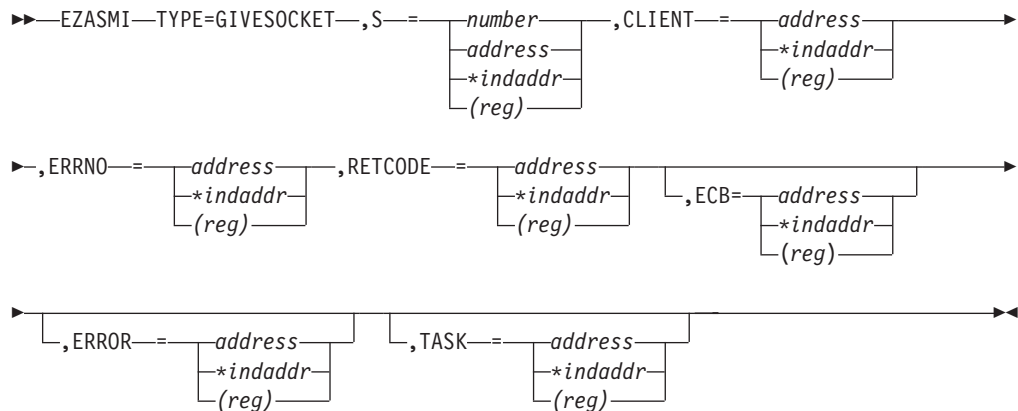 EZASMI TYPE=GIVESOCKET ,S = number ,CLIENT = address
address *indaddr
*indaddr (reg)
(reg)
,ERRNO = address ,RETCODE = address ,ECB= address
*indaddr *indaddr *indaddr
(reg) (reg) (reg)
,ERROR = address ,TASK = address
*indaddr *indaddr
(reg) (reg)